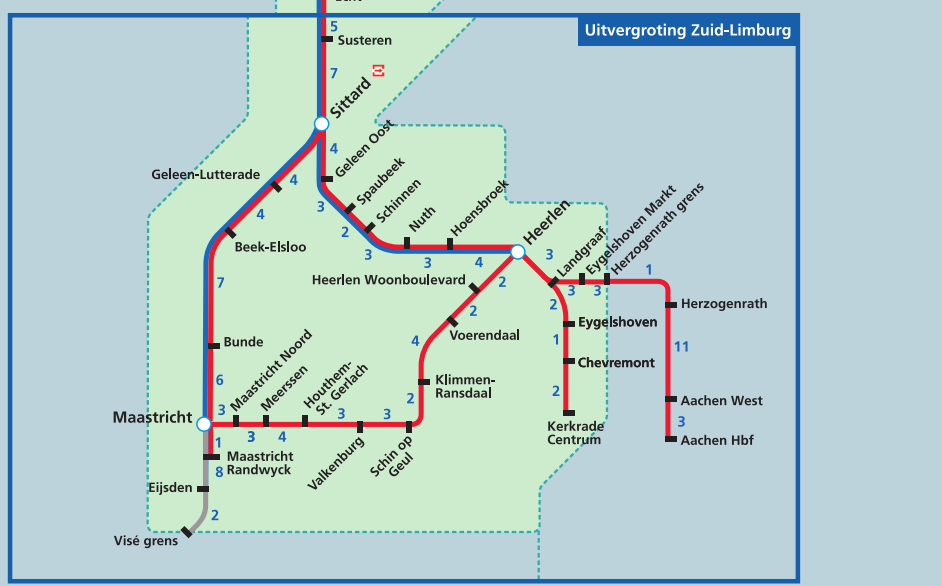 Echt
5
Uitvergroting Zuid-Limburg
Susteren
7
Sittard
4
Geleen Oost
Geleen-Lutterade
4
4
3
Spaubeek
2
Schinnen
3
Nuth
3
Hoensbroek
4
Heerlen
Beek-Elsloo
7
3
Landgraaf
Eygelshoven Markt
Herzogenrath grens
3
3
1
Heerlen Woonboulevard
2
2
2
Herzogenrath
Eygelshoven
Voerendaal
4
1
11
Bunde
Chevremont
6
Klimmen-
Ransdaal
2
2
Aachen West
Maastricht
3
Maastricht Noord
Meerssen
Houthem-
St. Gerlach
3
3
3
4
Kerkrade
Centrum
3
Aachen Hbf
1
Maastricht
Randwyck
Valkenburg
Schin op
Geul
8
Eijsden
2
Visé grens